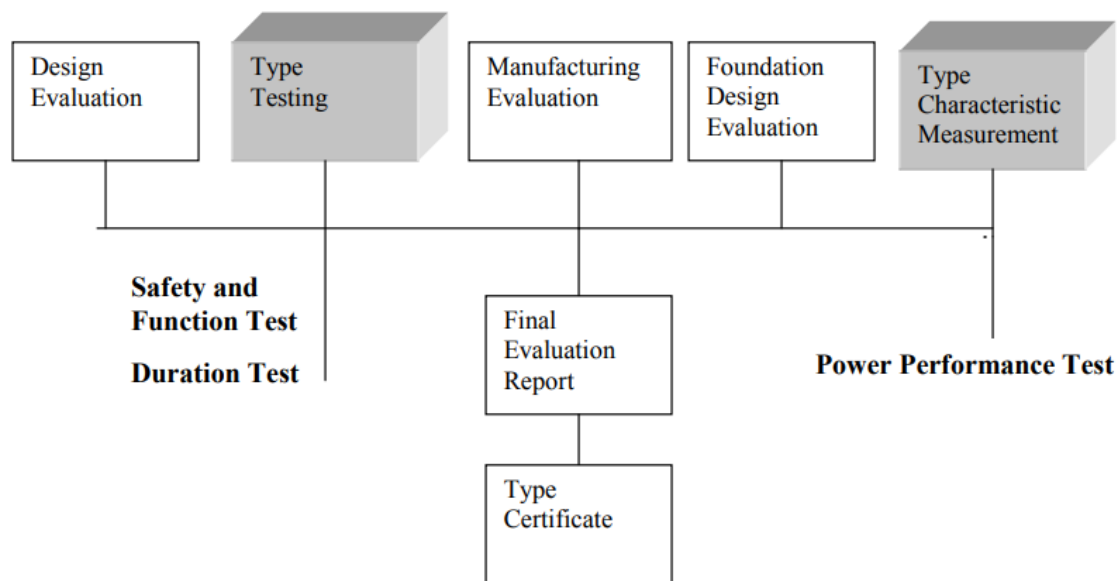 Design
Evaluation
Type
Testing
Manufacturing
Evaluation
Foundation
Design
Evaluation
Type
Characteristic
Measurement
Safety and
Function Test
Duration Test
Final
Evaluation
Report
Power Performance Test
Type
Certificate